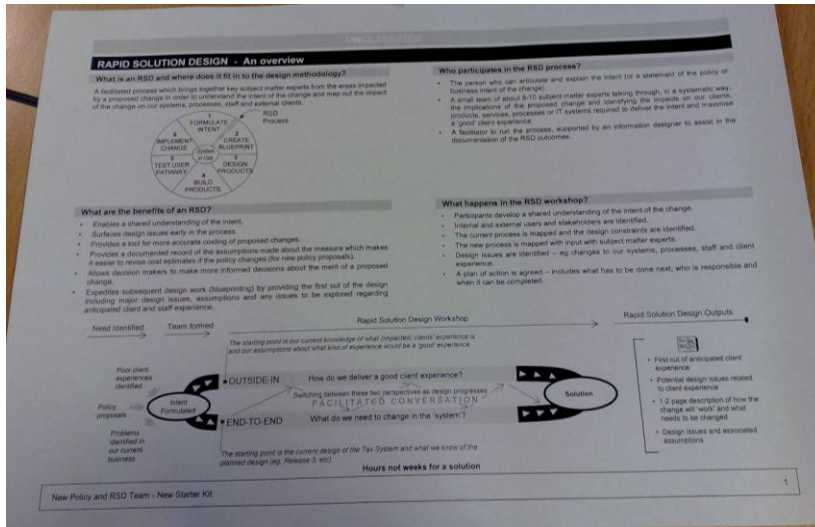 UNCLASSIFIED
RAPID SOLUTION DESIGN - An overview
What is an RSD and where does it fit in to the design methodology?
A facilitated process which brings together key subject matter experts from the areas impacted
by a proposed change in order to understand the intent of the change and map out the impact
of the change on our systems, processes, staff and external clients.
RSD
Process
1
FORMULATE
INTENT
2
CREATE
BLUEPRINT
3
DESIGN
PRODUCTS
4
BUILD
PRODUCTS
5
TEST USER
PATHWAY
6
IMPLEMENT
CHANGE
System
in Use
Who participates in the RSD process?
• The person who can articulate and explain the intent (or a statement of the policy or
business intent of the change).
• A small team of about 8-10 subject matter experts talking through, in a systematic way,
the implications of the proposed change and identifying the impacts on our clients,
products, services, processes or IT systems required to deliver the intent and maximise
a 'good' client experience.
• A facilitator to run the process, supported by an information designer to assist in the
documentation of the RSD outcomes.
What are the benefits of an RSD?
• Enables a shared understanding of the intent.
• Surfaces design issues early in the process.
• Provides a tool for more accurate costing of proposed changes.
• Provides a documented record of the assumptions made about the measure which makes
it easier to revise cost estimates if the policy changes (for new policy proposals).
• Allows decision makers to make more informed decisions about the merit of a proposed
change.
• Expedites subsequent design work (blueprinting) by providing the first cut of the design
including major design issues, assumptions and any issues to be explored regarding
anticipated client and staff experience.
What happens in the RSD workshop?
• Participants develop a shared understanding of the intent of the change.
• Internal and external users and stakeholders are identified.
• The current process is mapped and the design constraints are identified.
• The new process is mapped with input with subject matter experts.
• Design issues are identified – eg changes to our systems, processes, staff and client
experience.
• A plan of action is agreed – includes what has to be done next, who is responsible and
when it can be completed.
Need Identified
Team formed
Rapid Solution Design Workshop
Rapid Solution Design Outputs
The starting point is our current knowledge of what (impacted) clients' experience is
and our assumptions about what kind of experience would be a 'good' experience
Poor client
experiences
identified
Policy
proposes
Problems
identified in
our current
business
Intent
Formulated
• OUTSIDE-IN
How do we deliver a good client experience?
Switching between these two perspectives as design progresses
FACILITATED CONVERSATION
• END-TO-END
What do we need to change in the 'system'?
Solution
The starting point is the current design of the Tax System and what we know of the
planned design (eg, Release 3, etc)
Hours not weeks for a solution
• First cut of anticipated client
experience
• Potential design issues related
to client experience
• 1-2 page description of how the
change will 'work' and what
needs to be changed
• Design issues and associated
assumptions
New Policy and RSD Team - New Starter Kit
1